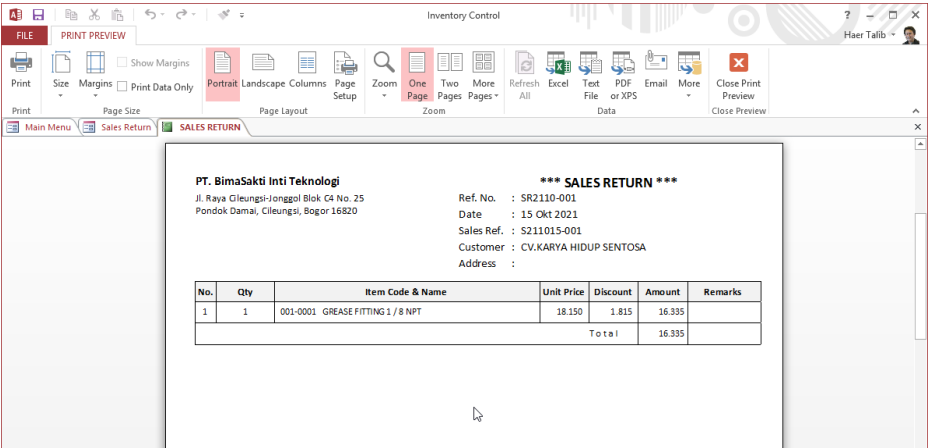 Inventory Control
?
FILE PRINT PREVIEW Haer Talib
Print Size Margins Show Margins Print Data Only Portrait Landscape Columns Page Setup Zoom One Page Two Pages More Pages Refresh All Excel Text File PDF or XPS Email More Close Print Preview
Print Page Size Page Layout Zoom Data Close Preview
Main Menu Sales Return SALES RETURN
PT. BimaSakti Inti Teknologi *** SALES RETURN ***
Jl. Raya Cileungsi-Jonggol Blok C4 No. 25 Ref. No. : SR2110-001
Pondok Damai, Cileungsi, Bogor 16820 Date : 15 Okt 2021
Sales Ref. : S211015-001
Customer : CV.KARYA HIDUP SENTOSA
Address :
No. Qty Item Code & Name Unit Price Discount Amount Remarks
1 1 001-0001 GREASE FITTING 1 / 8 NPT 18.150 1.815 16.335
Total 16.335